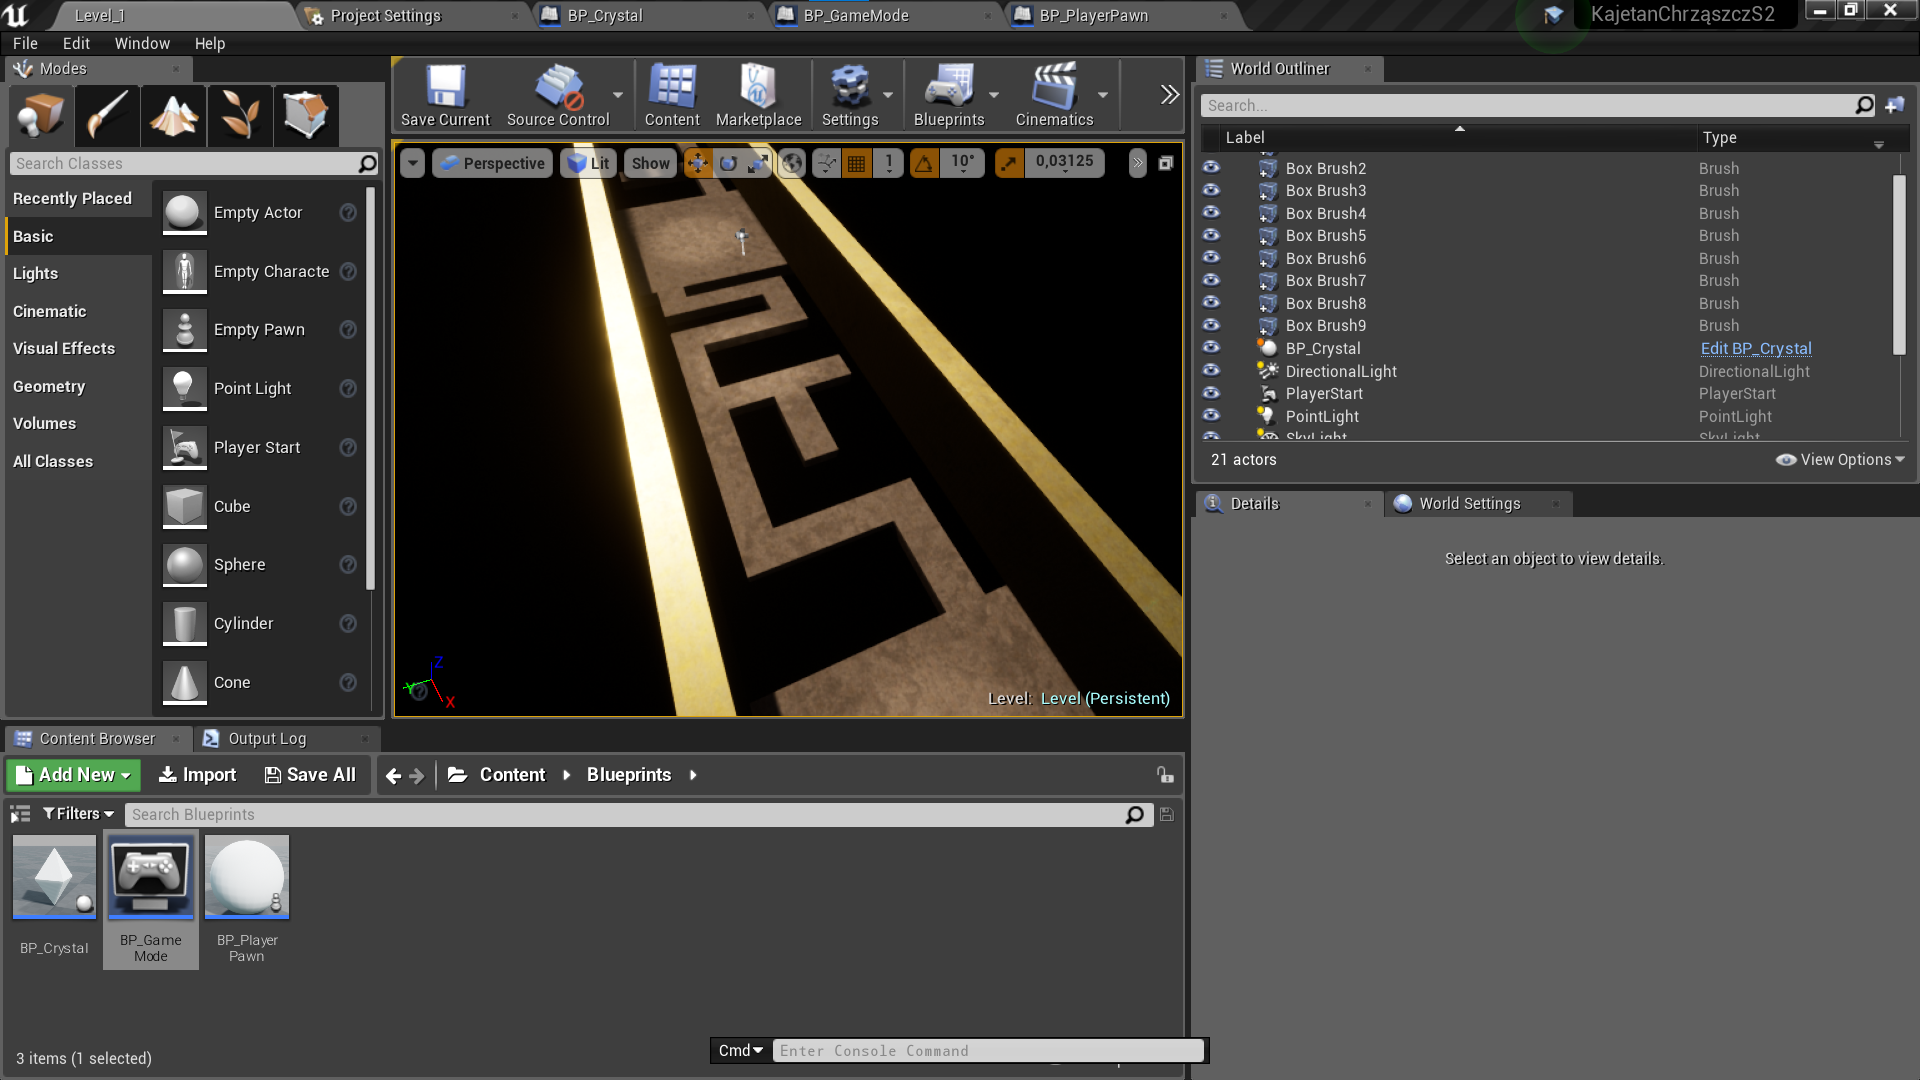 Level_1
Project Settings
BP_Crystal
BP_GameMode
BP_PlayerPawn
KajetanChrząszczS2
File Edit Window Help
Modes
Search Classes
Recently Placed
Basic
Lights
Cinematic
Visual Effects
Geometry
Volumes
All Classes
Empty Actor
Empty Characte
Empty Pawn
Point Light
Player Start
Cube
Sphere
Cylinder
Cone
Save Current
Source Control
Content
Marketplace
Settings
Blueprints
Cinematics
Perspective
Lit
Show
1
10°
0,03125
Z
Y
X
Level: Level (Persistent)
World Outliner
Search...
Label Type
Box Brush2 Brush
Box Brush3 Brush
Box Brush4 Brush
Box Brush5 Brush
Box Brush6 Brush
Box Brush7 Brush
Box Brush8 Brush
Box Brush9 Brush
BP_Crystal Edit BP_Crystal
DirectionalLight DirectionalLight
PlayerStart PlayerStart
PointLight PointLight
SkyLight SkyLight
21 actors
View Options
Details
World Settings
Select an object to view details.
Content Browser
Output Log
Add New
Import
Save All
Content
Blueprints
Filters
Search Blueprints
BP_Crystal
BP_Game
Mode
BP_Player
Pawn
3 items (1 selected)
Cmd
Enter Console Command